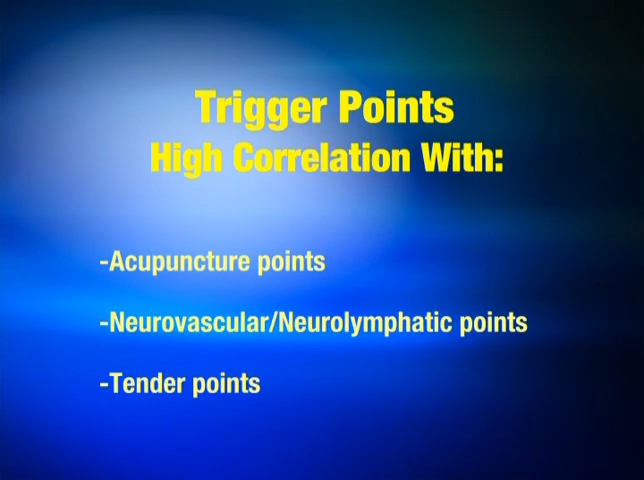 Trigger Points
High Correlation With:
-Acupuncture points
-Neurovascular/Neurolymphatic points
-Tender points